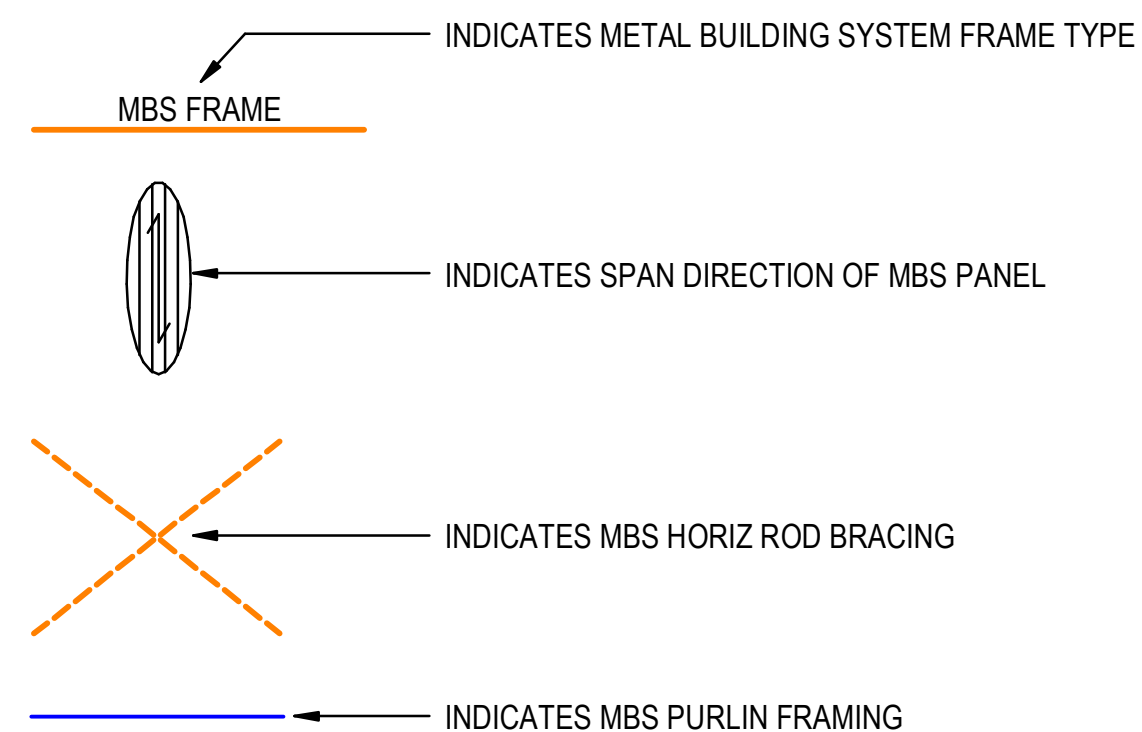 INDICATES METAL BUILDING SYSTEM FRAME TYPE
MBS FRAME
INDICATES SPAN DIRECTION OF MBS PANEL
INDICATES MBS HORIZ ROD BRACING
INDICATES MBS PURLIN FRAMING